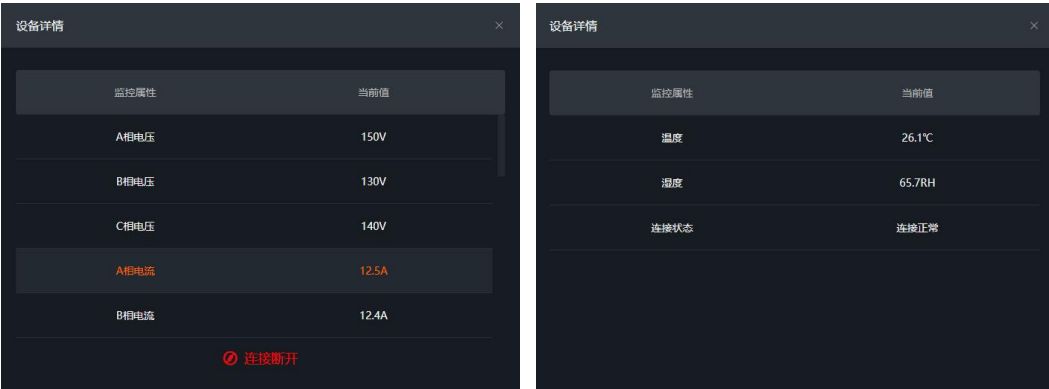 设备详情
监控属性 当前值
A相电压 150V
B相电压 130V
C相电压 140V
A相电流 12.5A
B相电流 12.4A
连接断开
设备详情
监控属性 当前值
温度 26.1℃
湿度 65.7RH
连接状态 连接正常